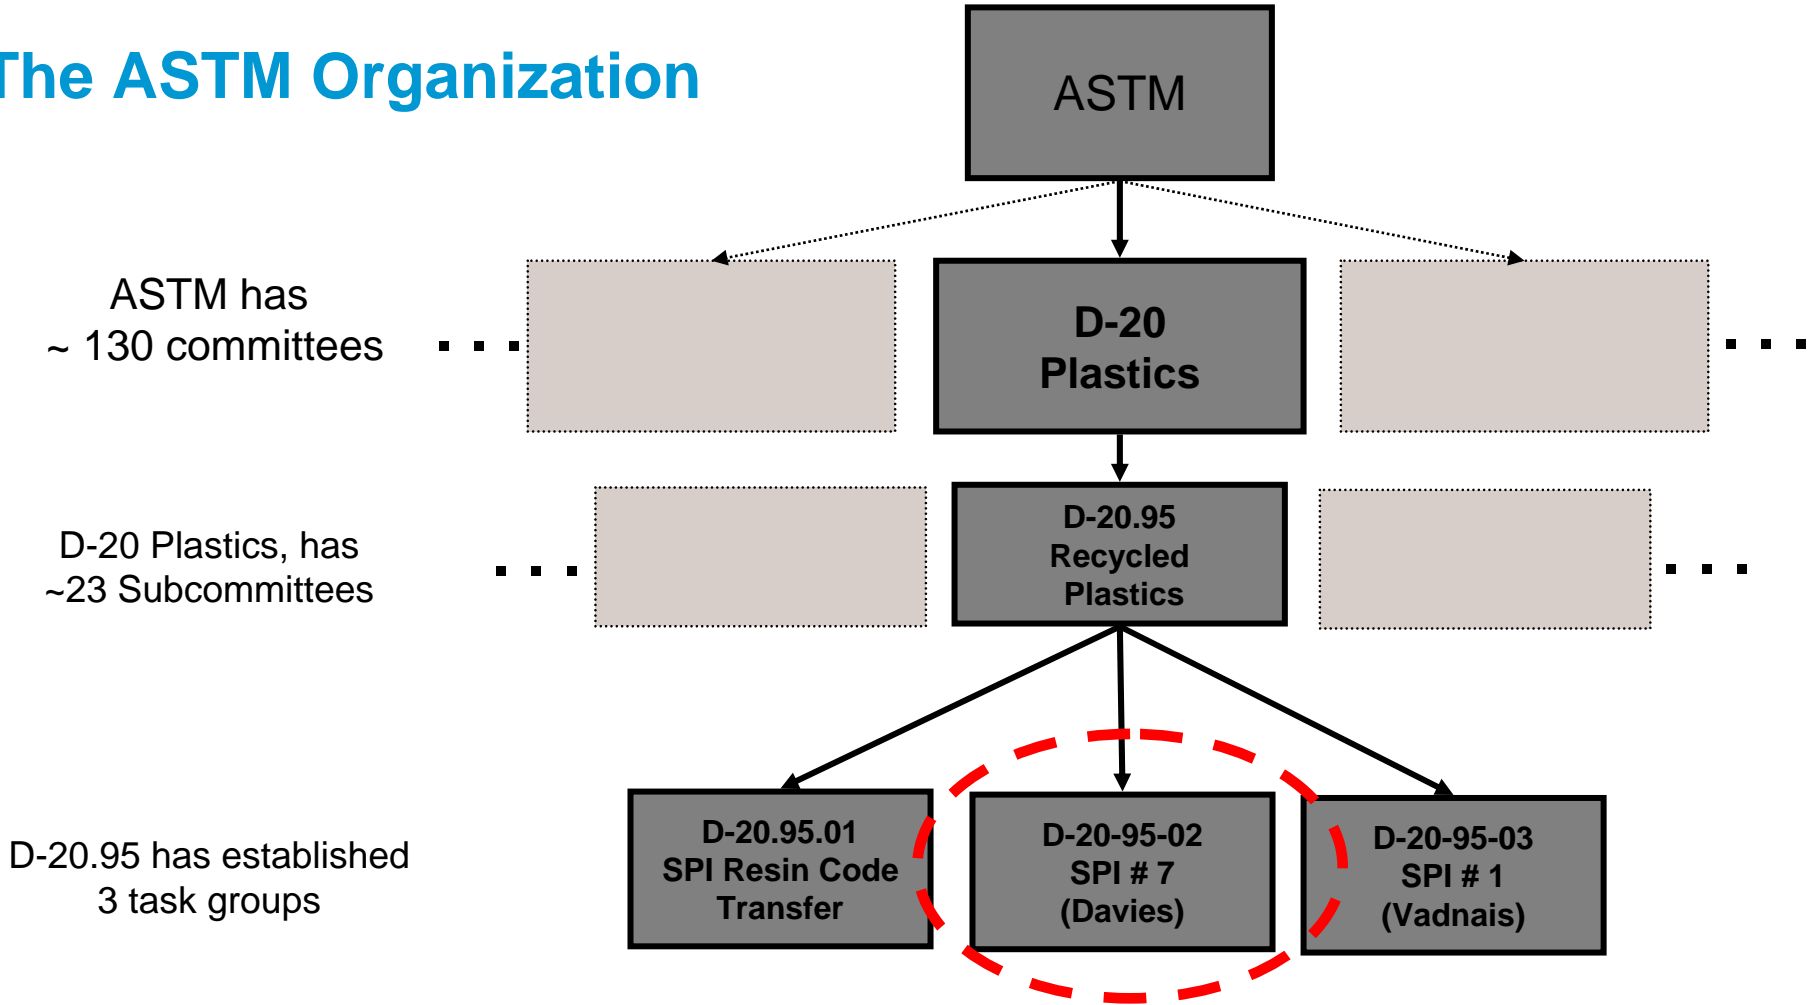 The ASTM Organization
ASTM
ASTM has
~ 130 committees
D-20
Plastics
D-20 Plastics, has
~23 Subcommittees
D-20.95
Recycled
Plastics
D-20.95 has established
3 task groups
D-20.95.01
SPI Resin Code
Transfer
D-20-95-02
SPI # 7
(Davies)
D-20-95-03
SPI # 1
(Vadnais)